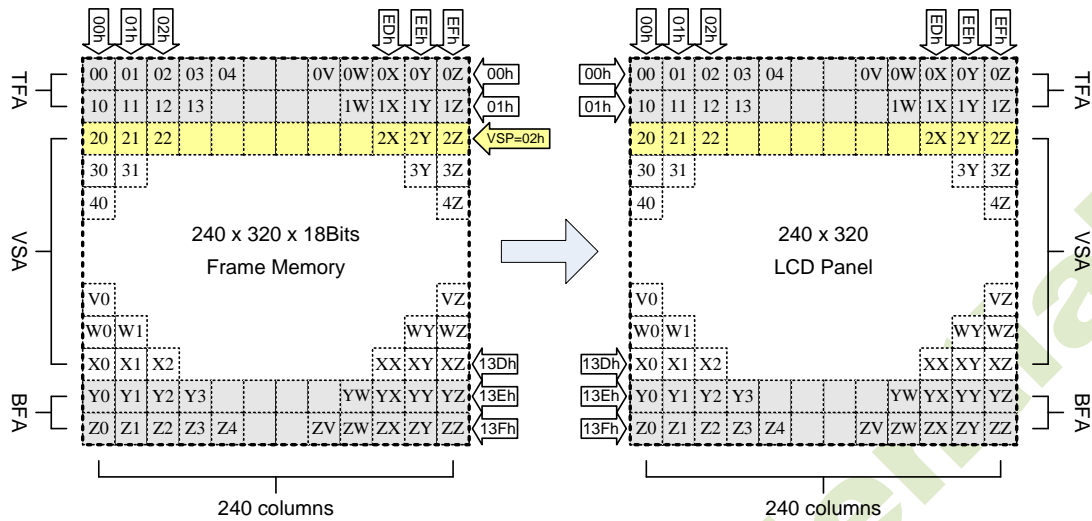 00h 01h 02h EDh EEh EFh 00h 01h 02h EDh EEh EFh
TFA 00 01 02 03 04 0V 0W 0X 0Y 0Z 00h 00h 00 01 02 03 04 0V 0W 0X 0Y 0Z TFA
10 11 12 13 1W 1X 1Y 1Z 01h 01h 10 11 12 13 1W 1X 1Y 1Z
20 21 22 2X 2Y 2Z VSP=02h 20 21 22 2X 2Y 2Z
30 31 3Y 3Z 30 31 3Y 3Z
40 4Z 40 4Z
VSA 240 x 320 x 18Bits 240 x 320 VSA
Frame Memory LCD Panel
V0 VZ V0 VZ
W0 W1 WY WZ W0 W1 WY WZ
X0 X1 X2 XX XY XZ 13Dh 13Dh X0 X1 X2 XX XY XZ
BFA Y0 Y1 Y2 Y3 YW YX YY YZ 13Eh 13Eh Y0 Y1 Y2 Y3 YW YX YY YZ BFA
Z0 Z1 Z2 Z3 Z4 ZV ZW ZX ZY ZZ 13Fh 13Fh Z0 Z1 Z2 Z3 Z4 ZV ZW ZX ZY ZZ
240 columns 240 columns